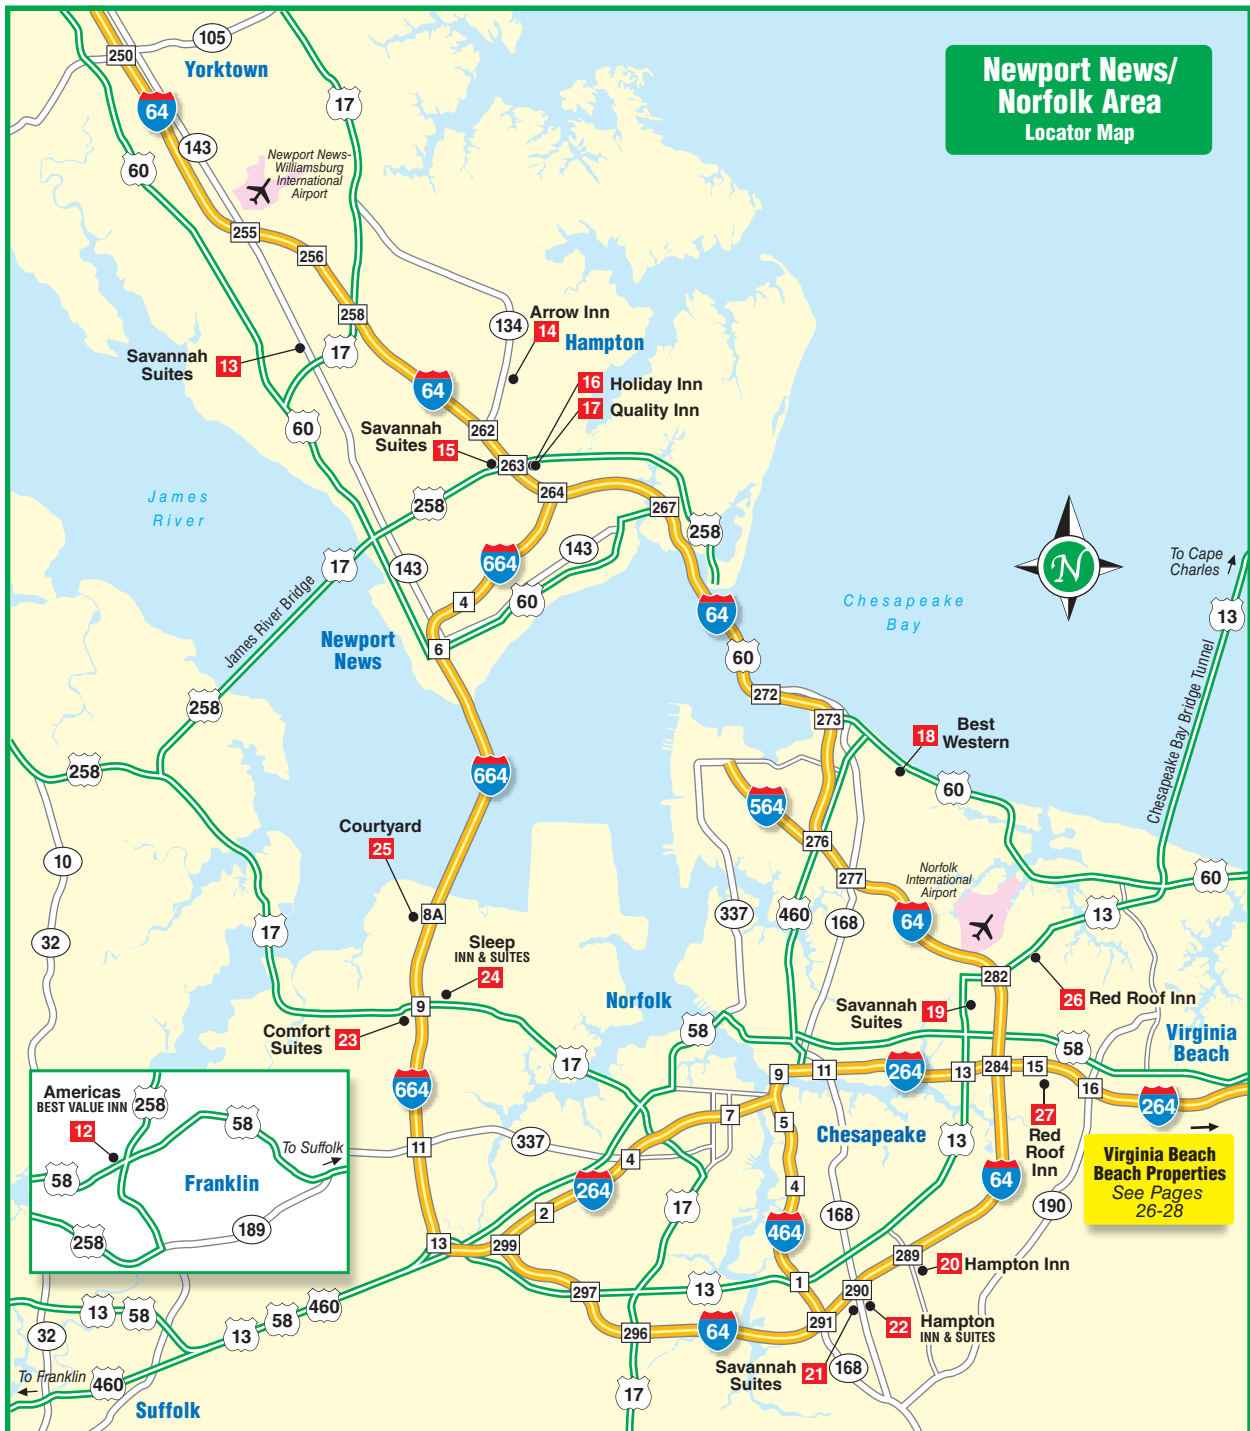 Newport News/
Norfolk Area
Locator Map
250
105
Yorktown
64
17
143
60
Newport News-
Williamsburg
International
Airport
255
256
258
134
Arrow Inn
14
Hampton
Savannah
Suites
13
17
64
16 Holiday Inn
17 Quality Inn
60
262
Savannah
Suites
15
263
264
267
258
258
James
River
143
664
143
17
To Cape
Charles
N
4
60
64
Chesapeake
Bay
13
James River Bridge
Newport
News
6
60
272
273
258
18
Best
Western
Chesapeake Bay Bridge Tunnel
258
664
60
564
Courtyard
25
276
10
277
Norfolk
International
Airport
60
8A
337
460
168
64
13
32
17
Sleep
INN & SUITES
24
282
26 Red Roof Inn
9
Norfolk
Savannah
Suites
19
Comfort
Suites
23
58
58
Virginia
Beach
17
664
9
11
264
13
284
15
16
264
Americas
BEST VALUE INN
12
258
58
To Suffolk
7
5
Chesapeake
13
27
Red
Roof
Inn
Virginia Beach
Beach Properties
See Pages
26-28
11
337
4
58
Franklin
264
4
64
189
258
2
17
464
168
190
13
299
289
20 Hampton Inn
297
13
1
290
13
58
13
58
460
22
Hampton
INN & SUITES
32
296
64
291
Savannah
Suites
21
168
To Franklin
460
17
Suffolk